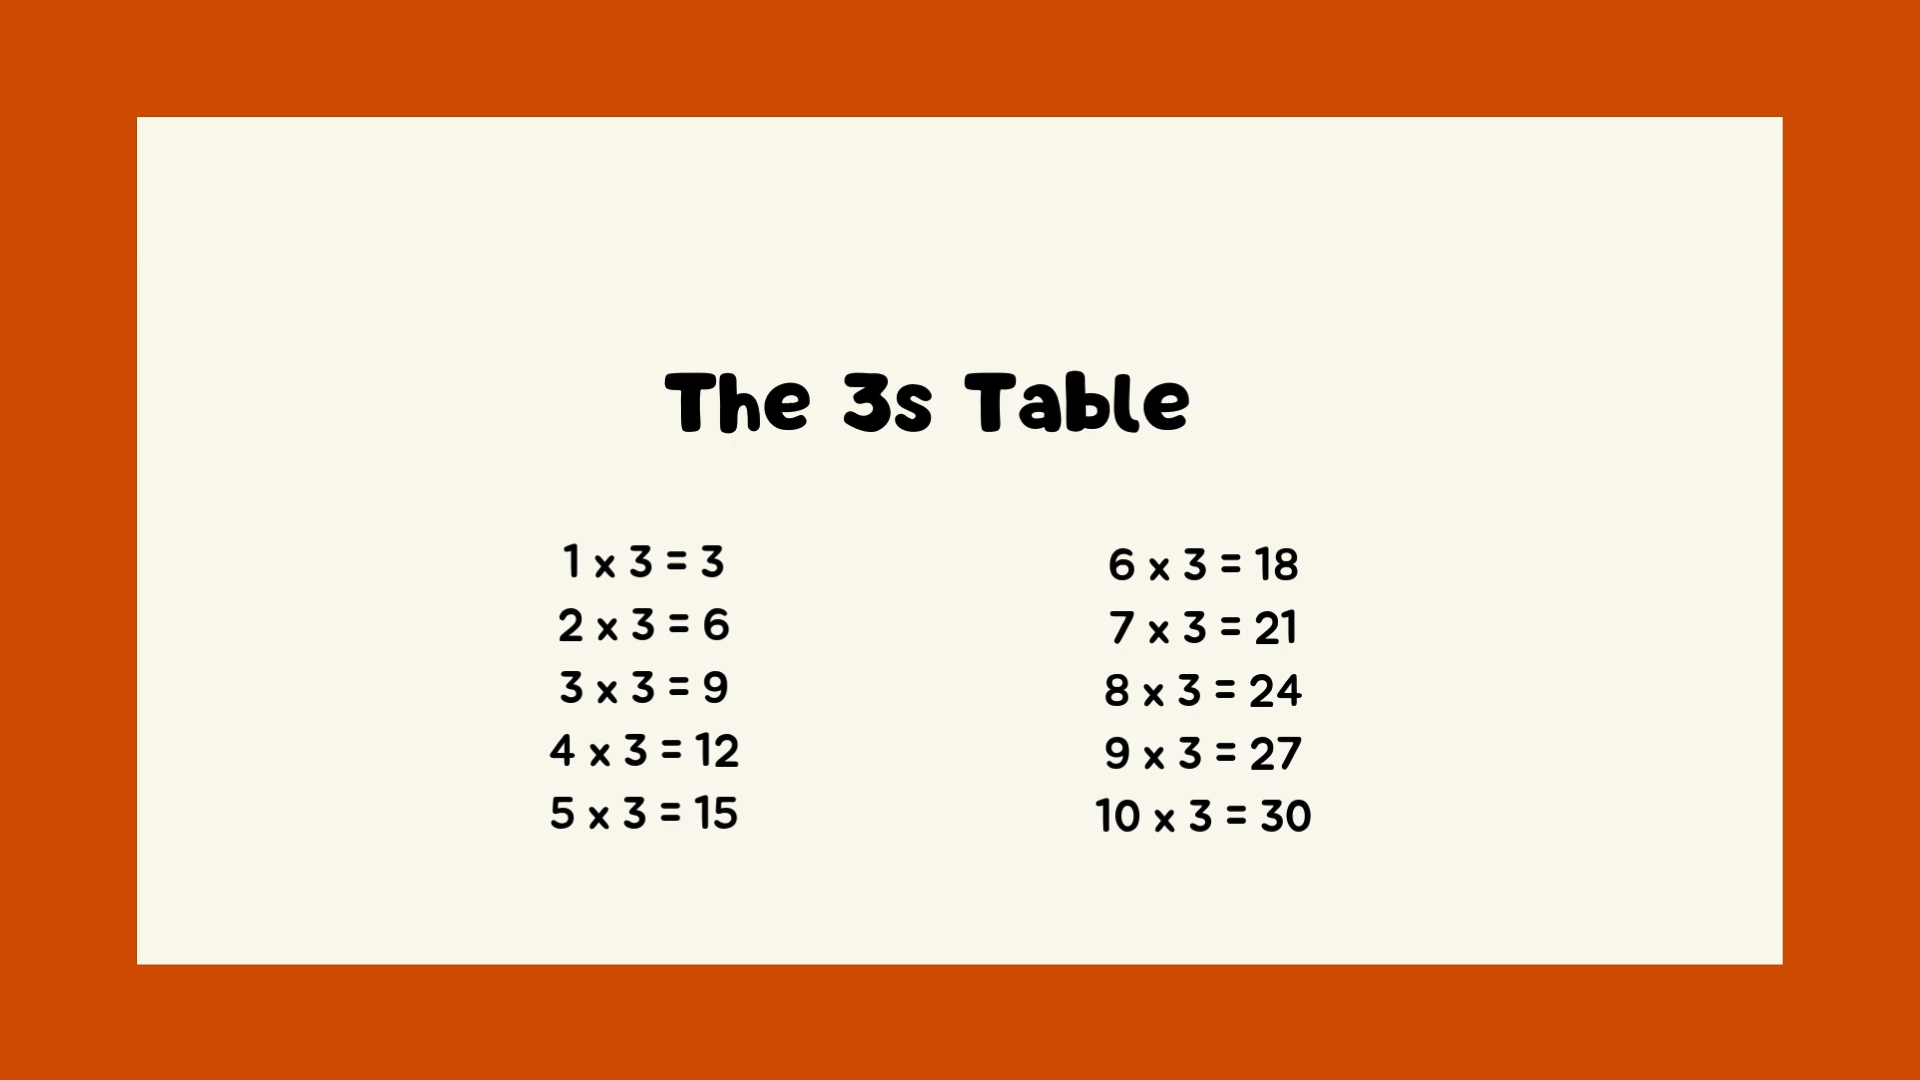 The 3s Table
1 x 3 = 3
2 x 3 = 6
3 x 3 = 9
4 x 3 = 12
5 x 3 = 15
6 x 3 = 18
7 x 3 = 21
8 x 3 = 24
9 x 3 = 27
10 x 3 = 30